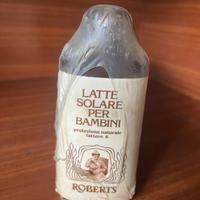 LATTE
SOLARE
PER
BAMBINI
protezione naturale
fattore 6
ROBERTS